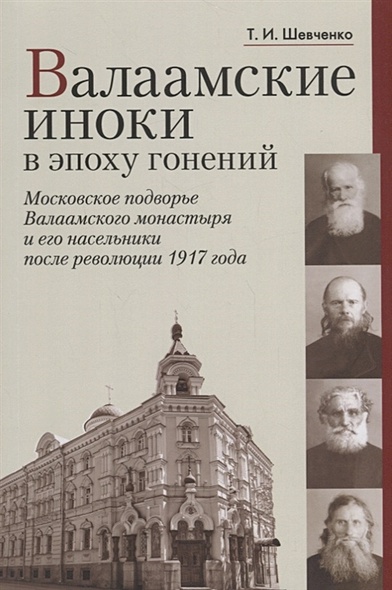 Т. И. Шевченко
Валаамские
иноки
в эпоху гонений
Московское подворье
Валаамского монастыря
и его насельники
после революции 1917 года